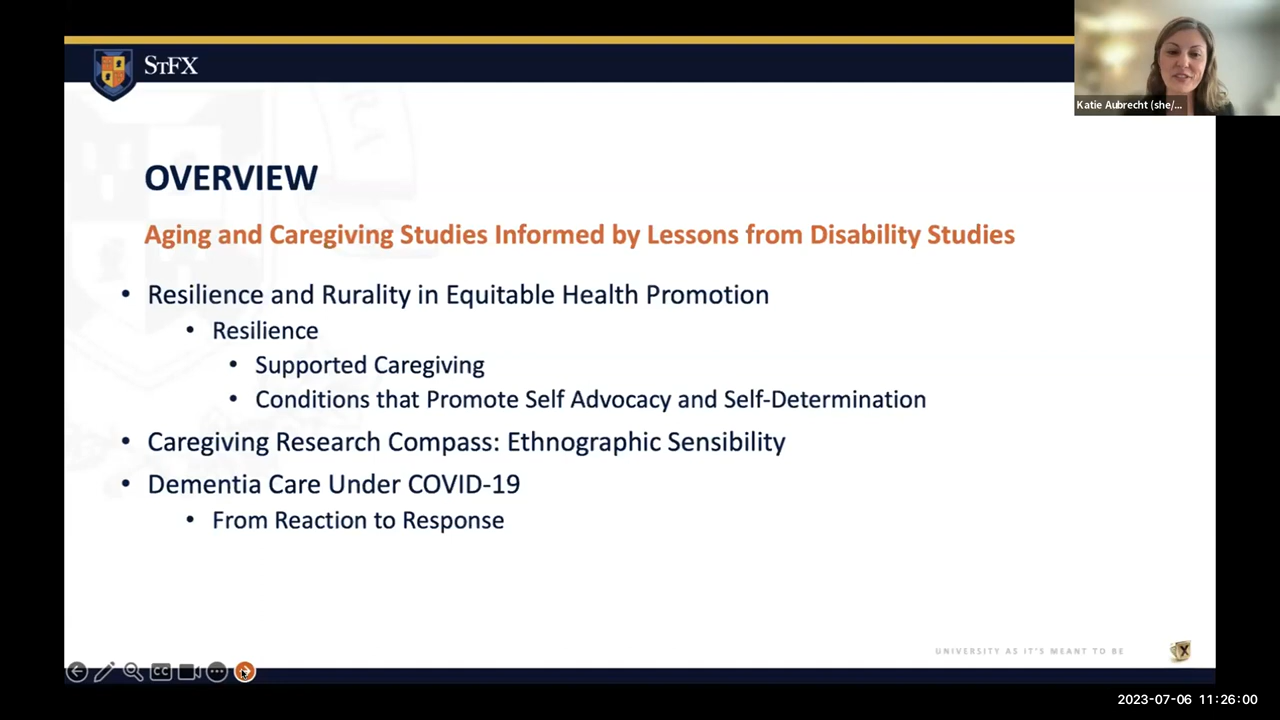 STFX
Katie Aubrecht (she/...
OVERVIEW
Aging and Caregiving Studies Informed by Lessons from Disability Studies
• Resilience and Rurality in Equitable Health Promotion
• Resilience
• Supported Caregiving
• Conditions that Promote Self Advocacy and Self-Determination
• Caregiving Research Compass: Ethnographic Sensibility
• Dementia Care Under COVID-19
• From Reaction to Response
UNIVERSITY AS IT'S MEANT TO BE
X
CC
2023-07-06 11:26:00